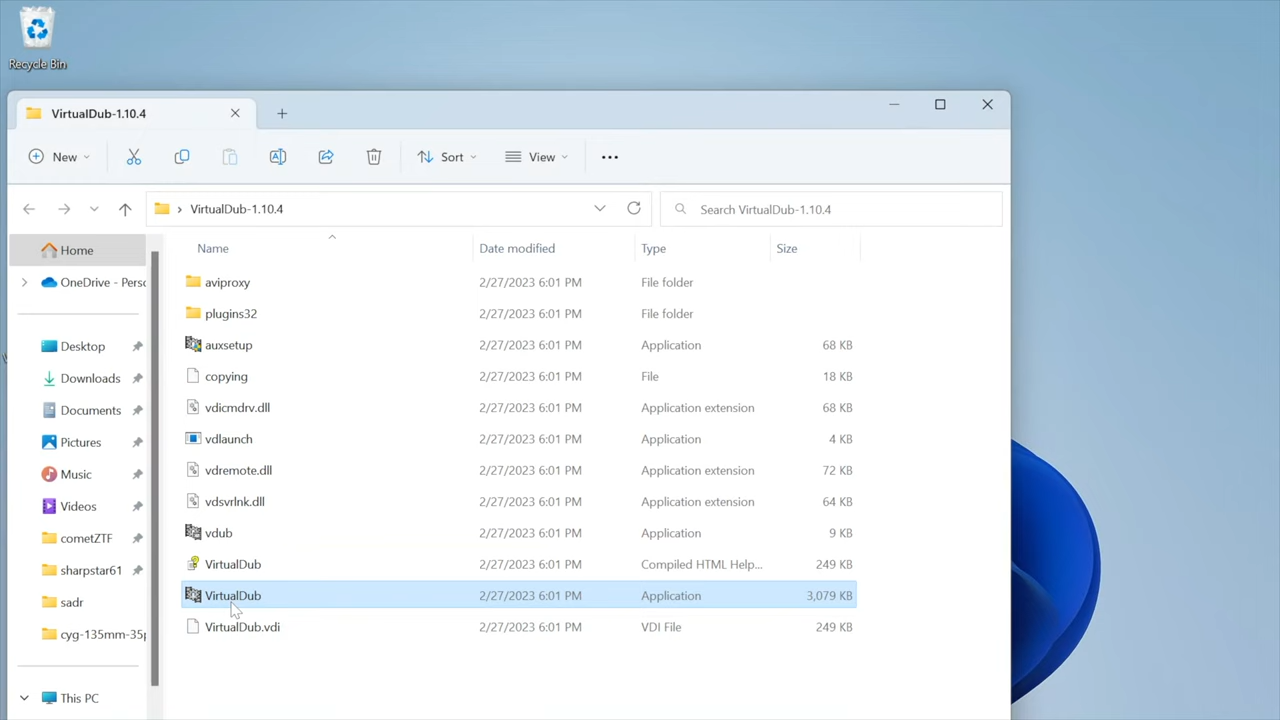 Recycle Bin
VirtualDub-1.10.4
New
Sort
View
VirtualDub-1.10.4
Search VirtualDub-1.10.4
Name Date modified Type Size
Home
OneDrive - Perso
Desktop
Downloads
Documents
Pictures
Music
Videos
cometZTF
sharpstar61
sadr
cyg-135mm-35p
This PC
aviproxy 2/27/2023 6:01 PM File folder
plugins32 2/27/2023 6:01 PM File folder
auxsetup 2/27/2023 6:01 PM Application 68 KB
copying 2/27/2023 6:01 PM File 18 KB
vdicmdrv.dll 2/27/2023 6:01 PM Application extension 68 KB
vdlaunch 2/27/2023 6:01 PM Application 4 KB
vdremote.dll 2/27/2023 6:01 PM Application extension 72 KB
vdsvrlnk.dll 2/27/2023 6:01 PM Application extension 64 KB
vdub 2/27/2023 6:01 PM Application 9 KB
VirtualDub 2/27/2023 6:01 PM Compiled HTML Help... 249 KB
VirtualDub 2/27/2023 6:01 PM Application 3,079 KB
VirtualDub.vdi 2/27/2023 6:01 PM VDI File 249 KB